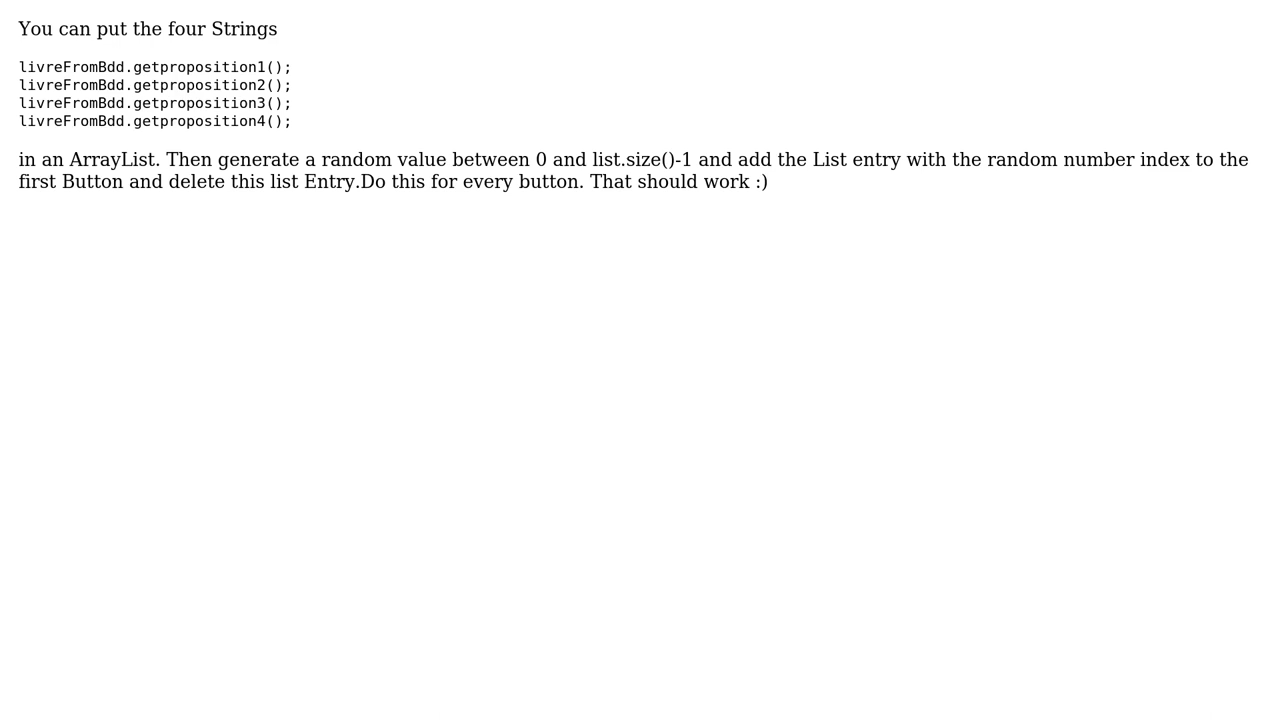 You can put the four Strings
livreFromBdd.getproposition1();
livreFromBdd.getproposition2();
livreFromBdd.getproposition3();
livreFromBdd.getproposition4();
in an ArrayList. Then generate a random value between 0 and list.size()-1 and add the List entry with the random number index to the
first Button and delete this list Entry.Do this for every button. That should work :)